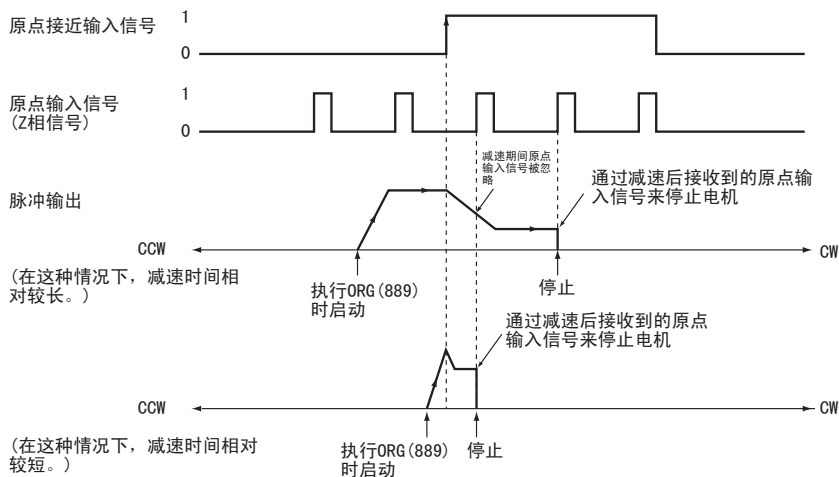 原点接近输入信号
1
0
原点输入信号
(Z相信号)
1
0
减速期间原点
输入信号被忽
略
通过减速后接收到的原点输
入信号来停止电机
脉冲输出
CCW
CW
(在这种情况下，减速时间相
对较长。)
执行ORG(889)
时启动
停止
通过减速后接收到的原点
输入信号来停止电机
CCW
CW
(在这种情况下，减速时间相对
较短。)
执行ORG(889)
时启动
停止